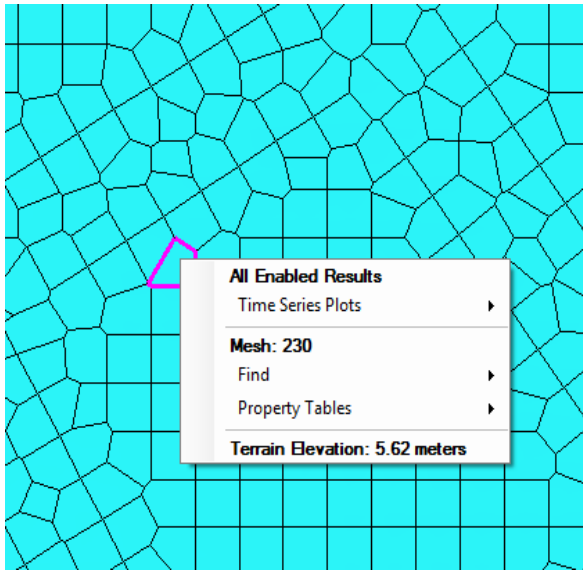 All Enabled Results
Time Series Plots
Mesh: 230
Find
Property Tables
Terrain Elevation: 5.62 meters